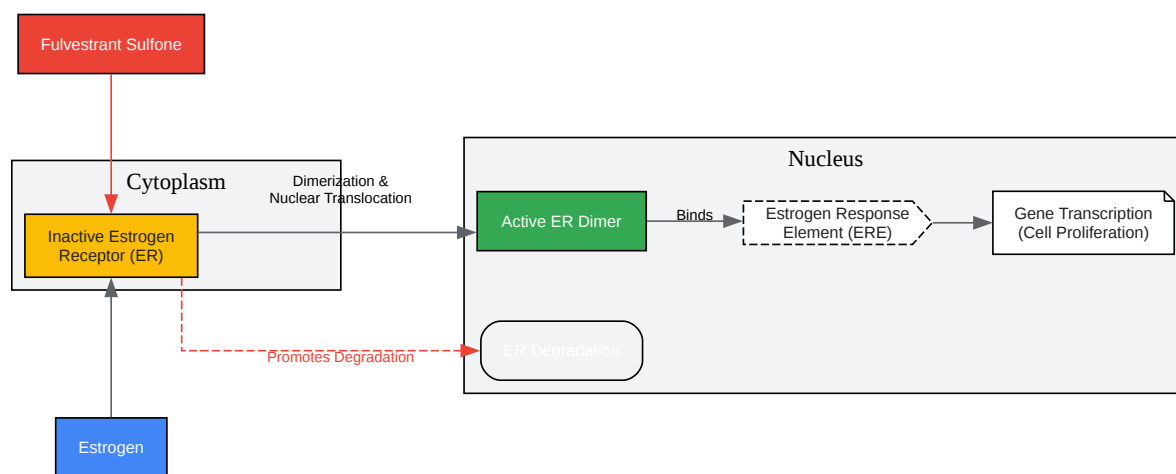 Fulvestrant Sulfone
Cytoplasm
Nucleus
Dimerization &
Nuclear Translocation
Inactive Estrogen
Receptor (ER)
Active ER Dimer
Binds
Estrogen Response
Element (ERE)
Gene Transcription
(Cell Proliferation)
Promotes Degradation
ER Degradation
Estrogen